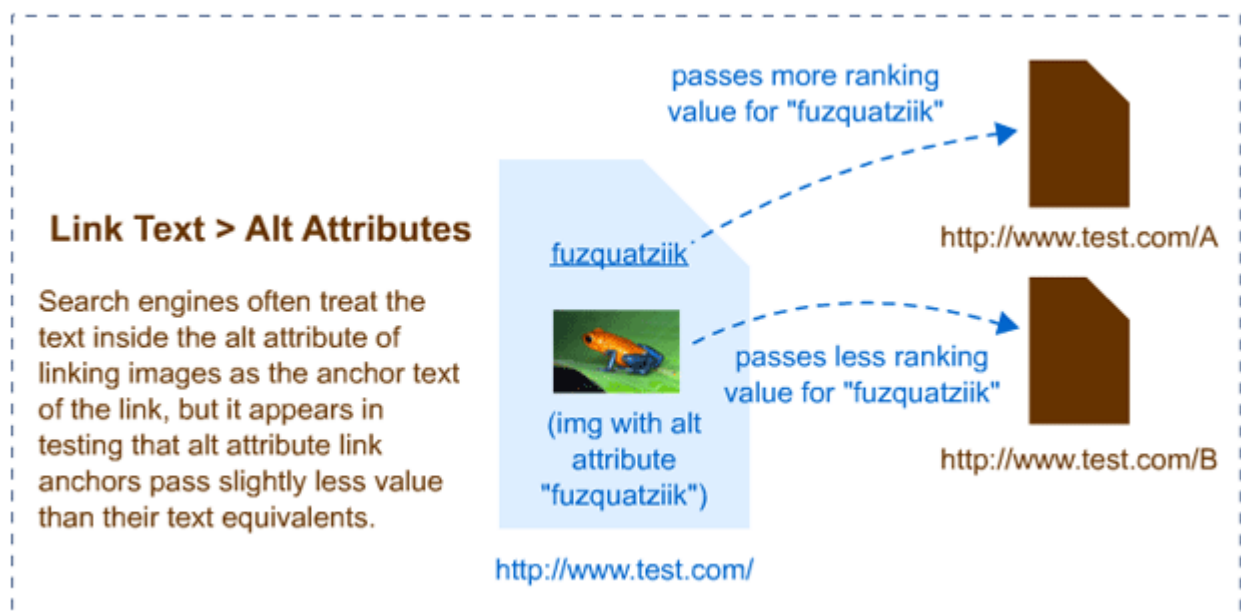 Link Text > Alt Attributes
Search engines often treat the
text inside the alt attribute of
linking images as the anchor text
of the link, but it appears in
testing that alt attribute link
anchors pass slightly less value
than their text equivalents.
fuzquatziik
(img with alt
attribute
"fuzquatziik")
http://www.test.com/
passes more ranking
value for "fuzquatziik"
http://www.test.com/A
passes less ranking
value for "fuzquatziik"
http://www.test.com/B